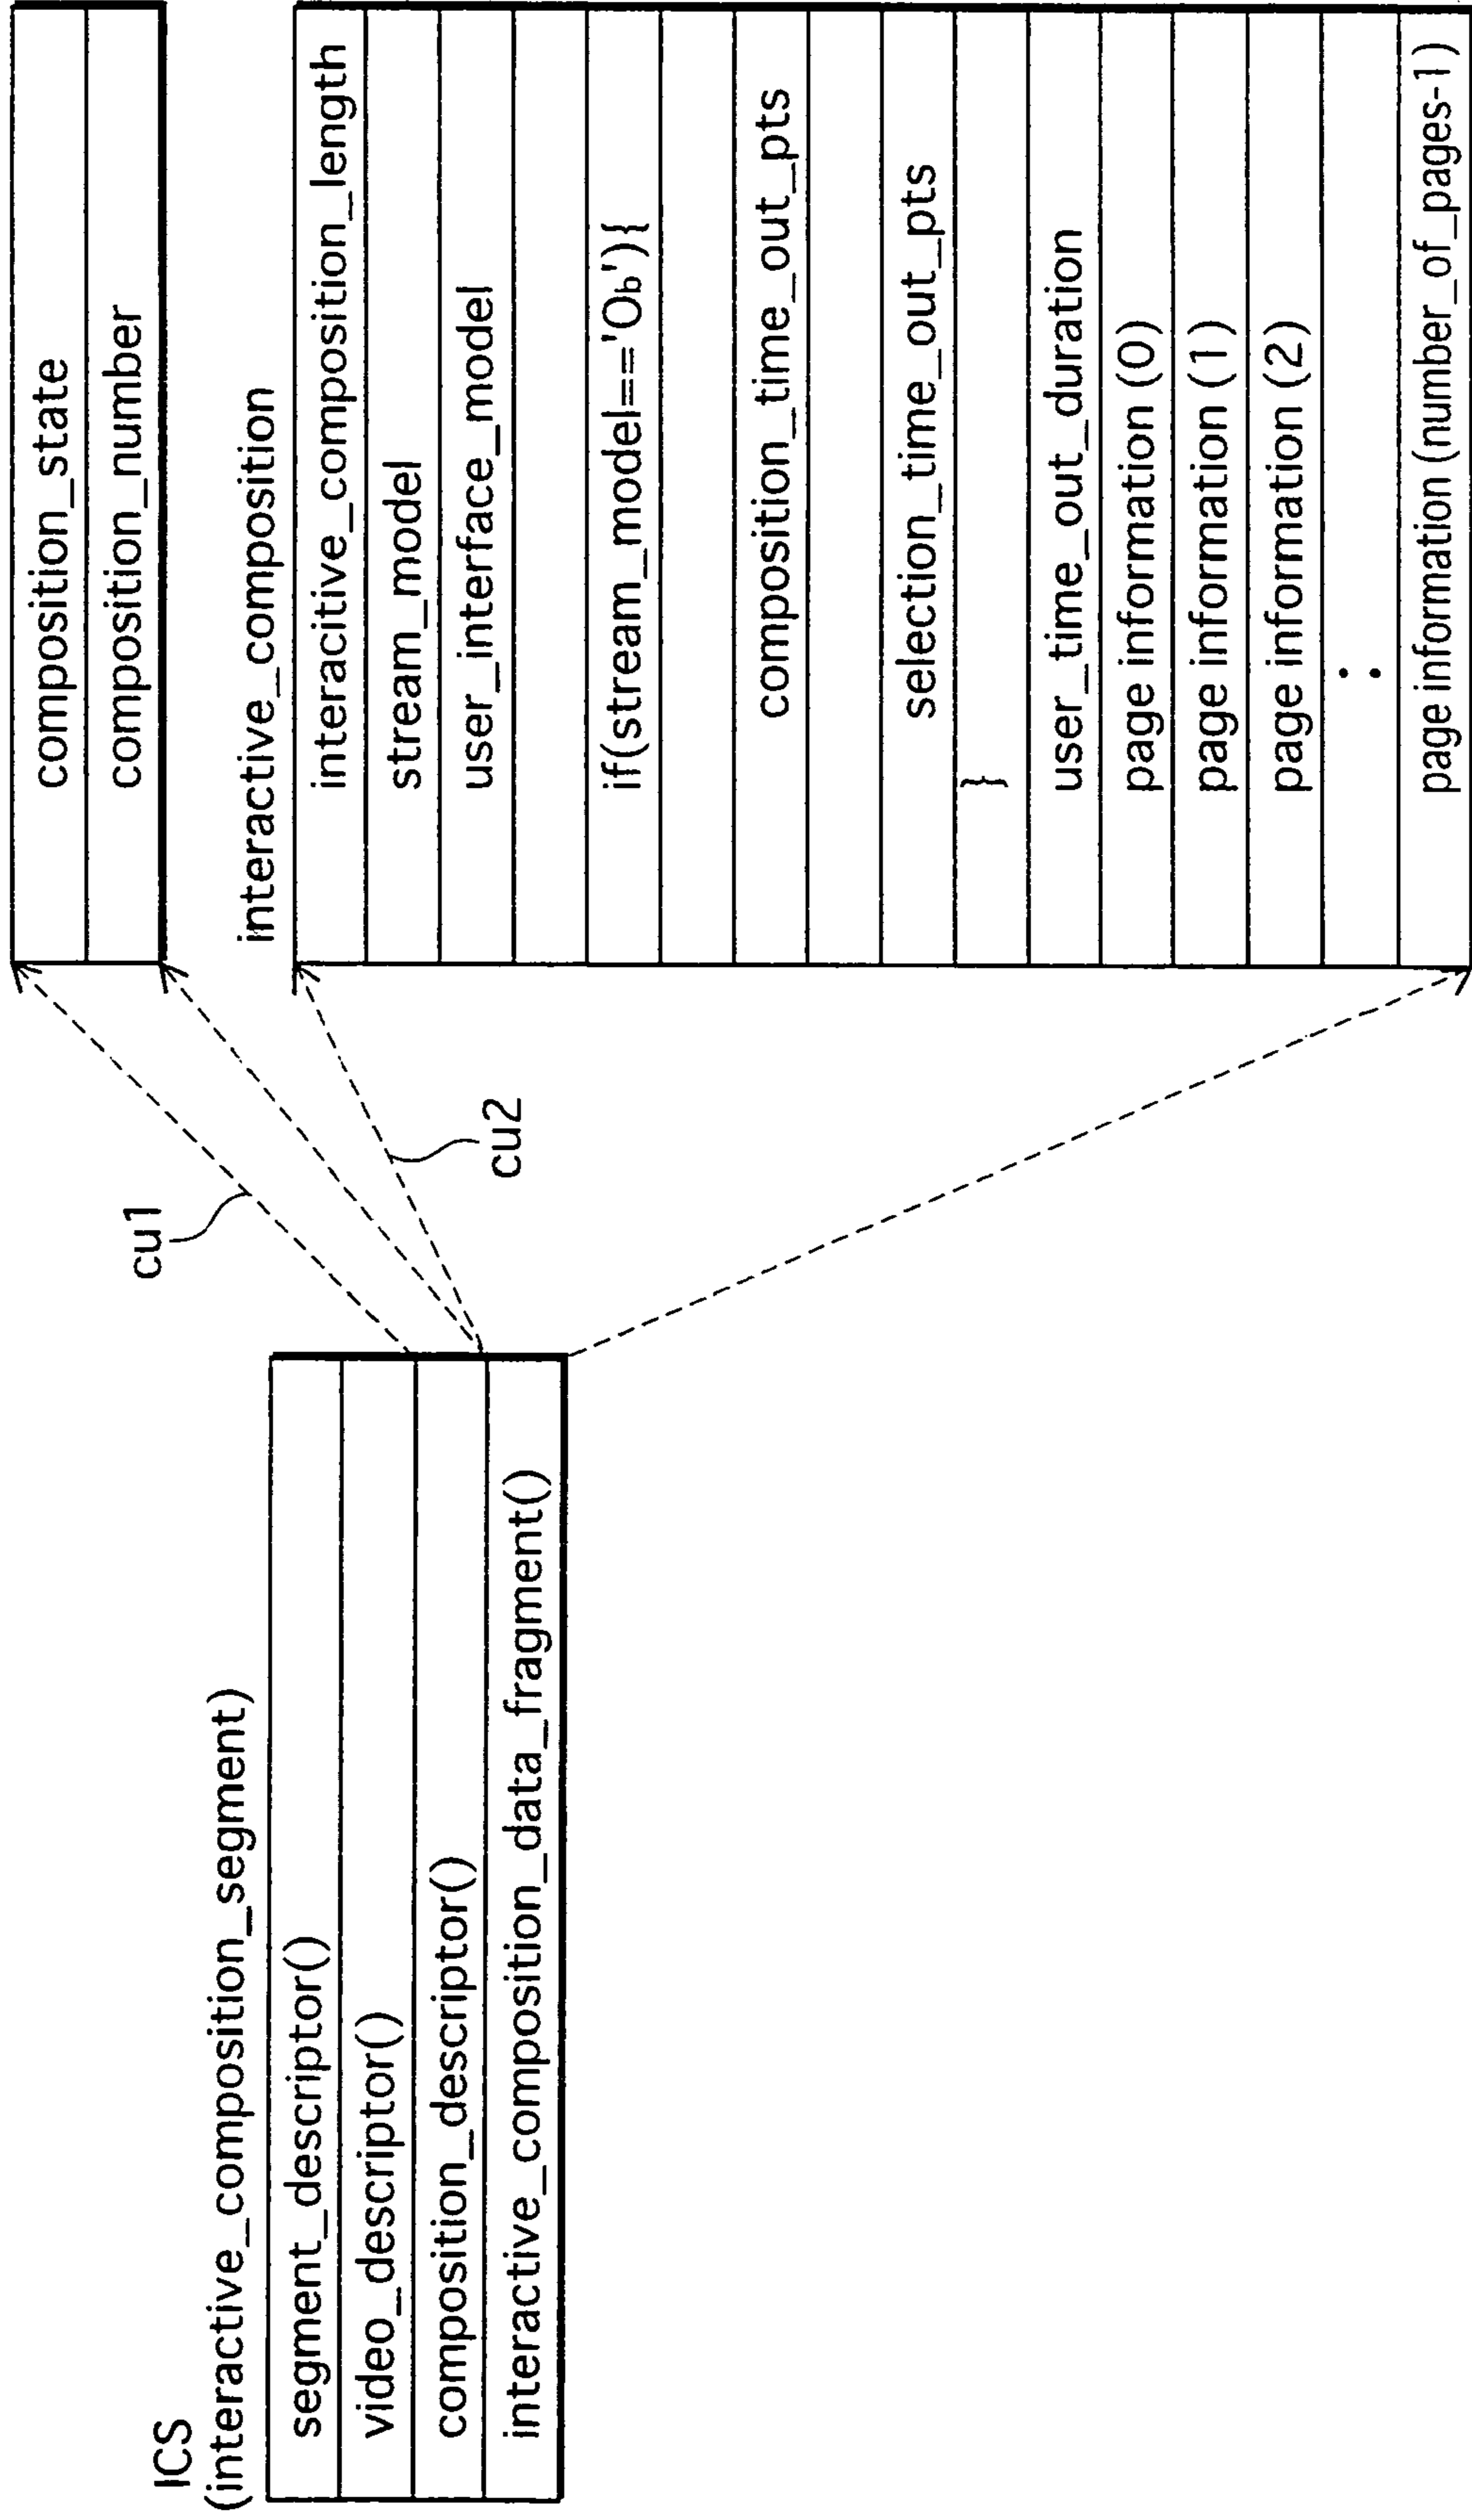 ICS
(interactive_composition_segment)
segment_descriptor()
video_descriptor()
composition_descriptor()
interactive_composition_data_fragment()
cu1
cu2
composition_state
composition_number
interactive_composition
interacitive_composition_length
stream_model
user_interface_model
if(stream_model=='0b'){
composition_time_out_pts
selection_time_out_pts
}
user_time_out_duration
page information (0)
page information (1)
page information (2)
. .
page information (number_of_pages-1)